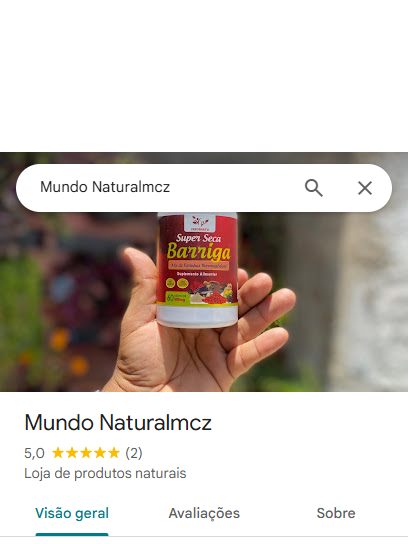 Mundo Naturalmcz
Super Seca
Barriga
Suplemento Alimentar
60
Mundo Naturalmcz
5,0 ★★★★★ (2)
Loja de produtos naturais
Visão geral Avaliações Sobre